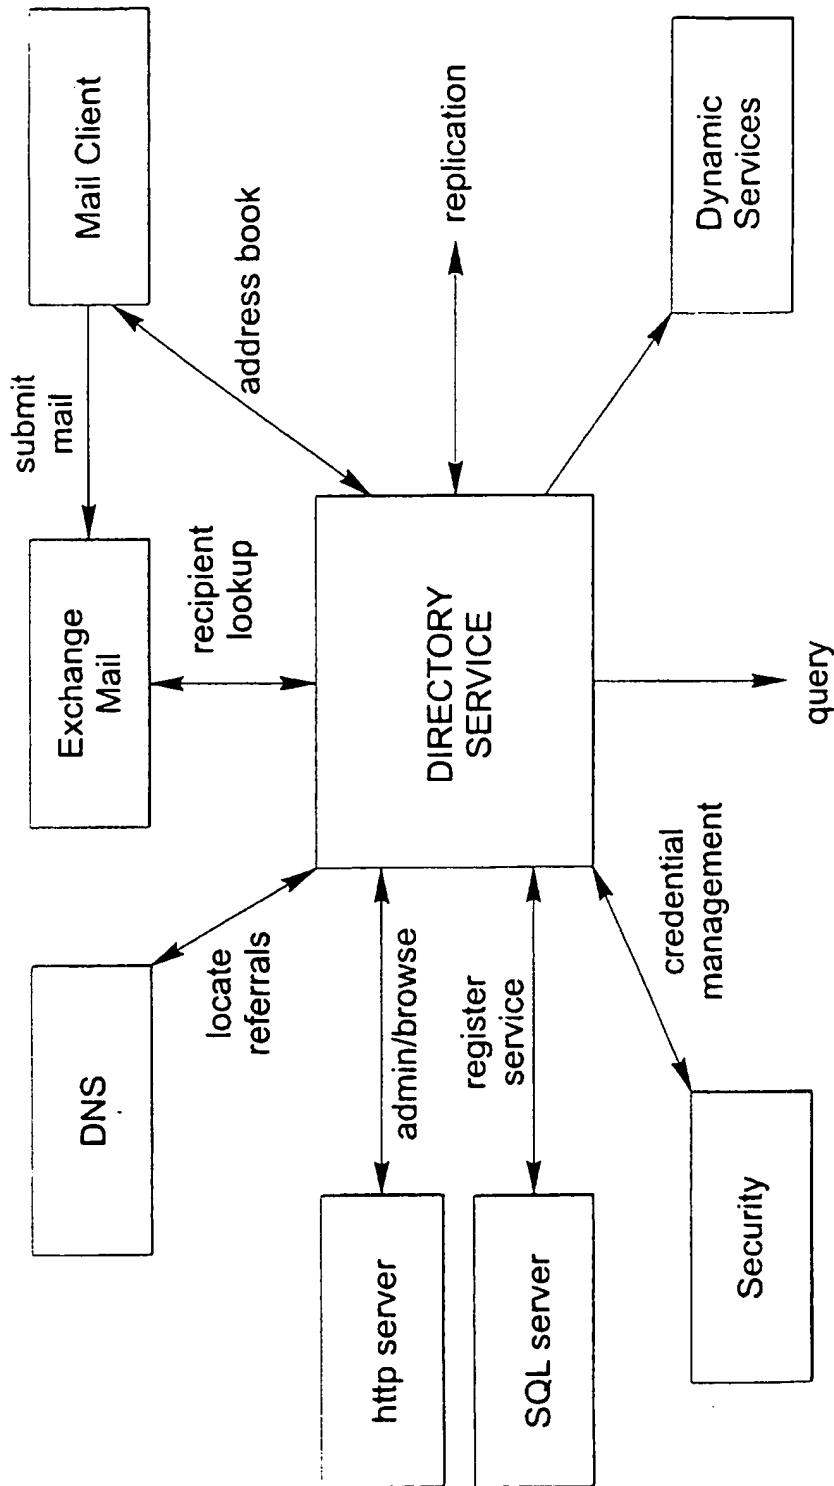 DNS
Exchange
Mail
submit
mail
Mail Client
locate
referrals
recipient
lookup
address book
http server
admin/browse
DIRECTORY
SERVICE
replication
SQL server
register
service
Security
credential
management
query
Dynamic
Services